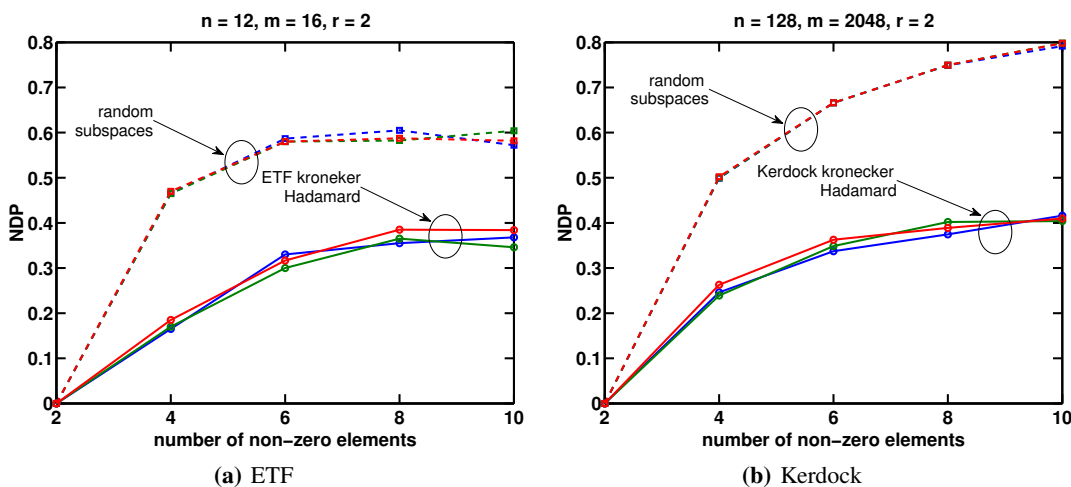 n = 12, m = 16, r = 2
0.8
0.7
0.6
0.5
0.4
0.3
0.2
0.1
0
NDP
random
subspaces
ETF kroneker
Hadamard
2 4 6 8 10
number of non-zero elements
(a) ETF
n = 128, m = 2048, r = 2
0.8
0.7
0.6
0.5
0.4
0.3
0.2
0.1
0
NDP
random
subspaces
Kerdock kronecker
Hadamard
2 4 6 8 10
number of non-zero elements
(b) Kerdock